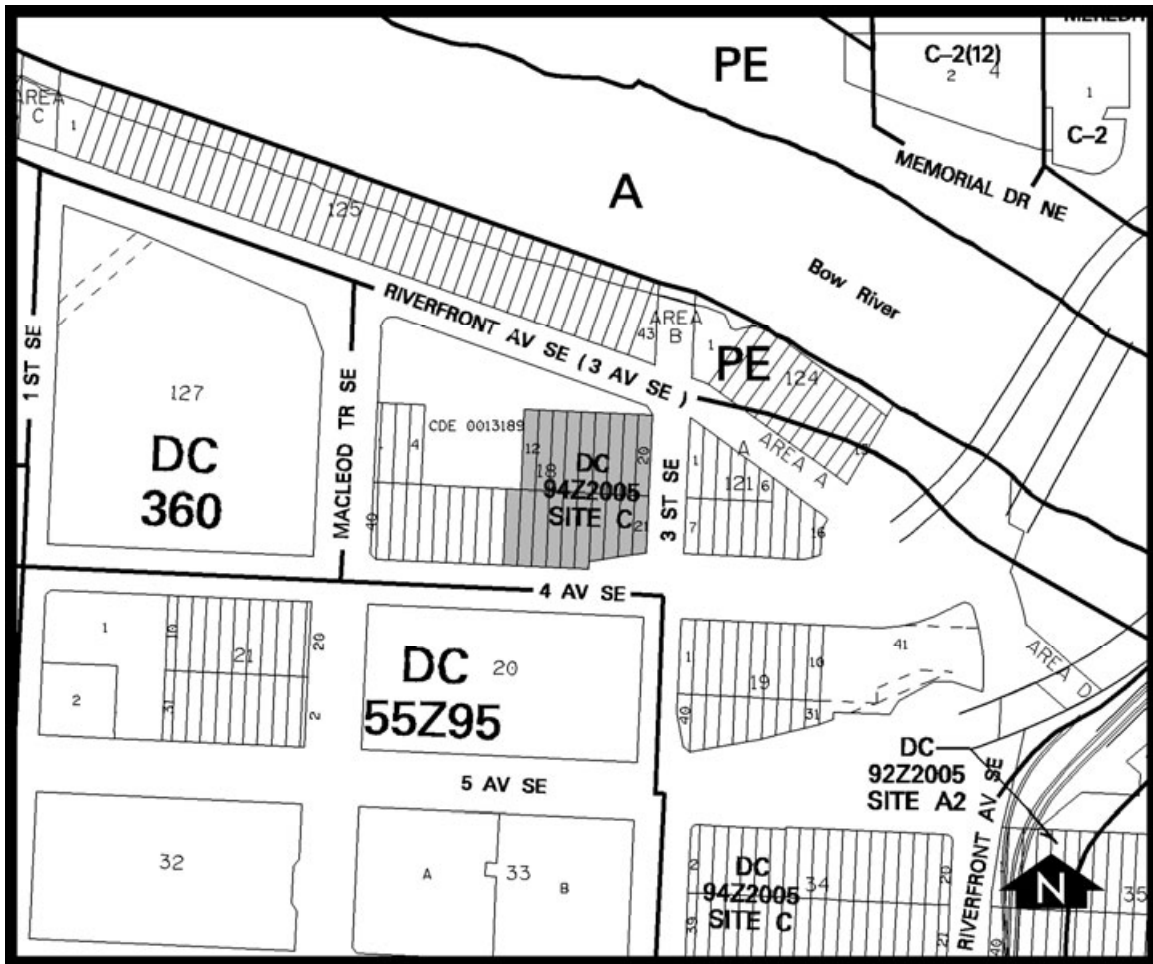 MEREDITH
PE
C-2(12)
2 4
1
C-2
AREA
C
1
MEMORIAL DR NE
A
125
Bow River
RIVERFRONT AV SE ( 3 AV SE )
43
AREA
B
1
PE
124
15
AREA A
A
1 ST SE
127
DC
360
MACLEOD TR SE
1
4
CDE 0013189
12
18
20
DC
94Z2005
SITE C
21
40
3 ST SE
1
121
6
7
16
4 AV SE
1
2
10
21
20
31
2
DC 20
55Z95
1
10
19
40
31
41
AREA D
5 AV SE
DC
92Z2005
SITE A2
RIVERFRONT AV SE
32
A
33
B
2
DC
94Z2005
SITE C
34
20
39
21
N
35
40